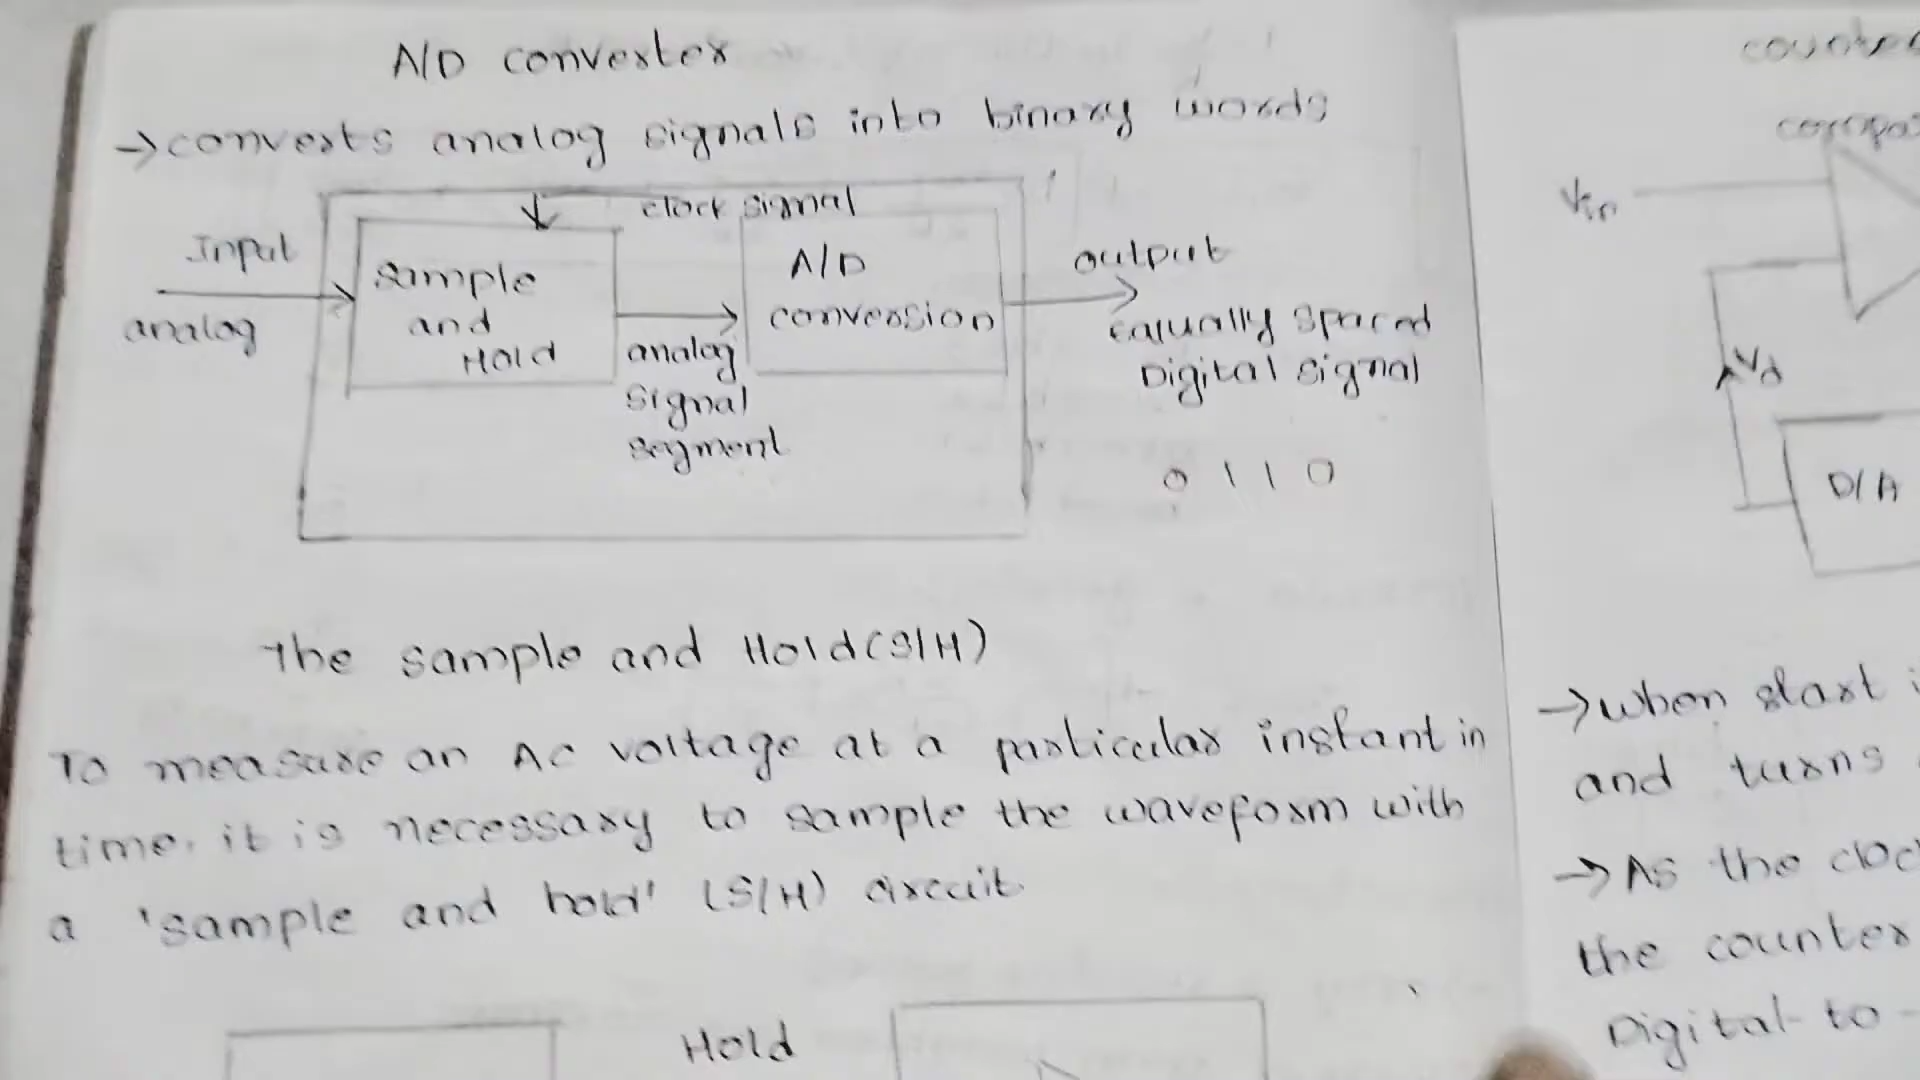 A/D converter
→ converts analog signals into binary words
clock signal
Input
analog
sample
and
Hold
analog
signal
segment
A/D
conversion
output
Equally spaced
Digital signal
0 1 1 0
The sample and Hold (S/H)
To measure an AC voltage at a particular instant in
time. it is necessary to sample the waveform with
a 'sample and hold' (S/H) circuit
Hold
Vin
Vd
D/A
→ when start
and turns
→ As the cloc
the counter
Digital-to-